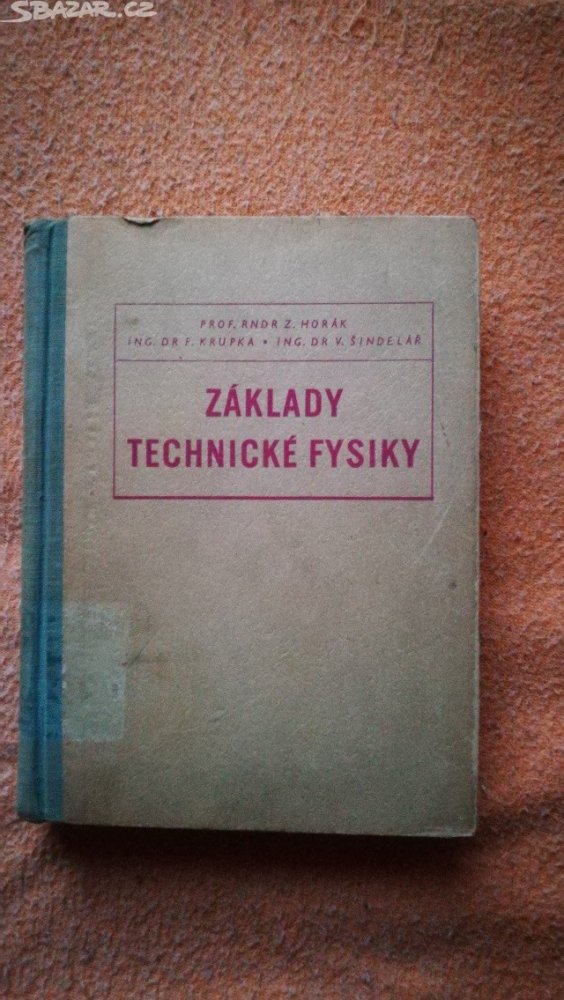 SBAZAR.CZ
PROF. RNDR Z. HORÁK
ING. DR F. KRUPKA • ING. DR V. ŠINDELÁŘ
ZÁKLADY
TECHNICKÉ FYSIKY